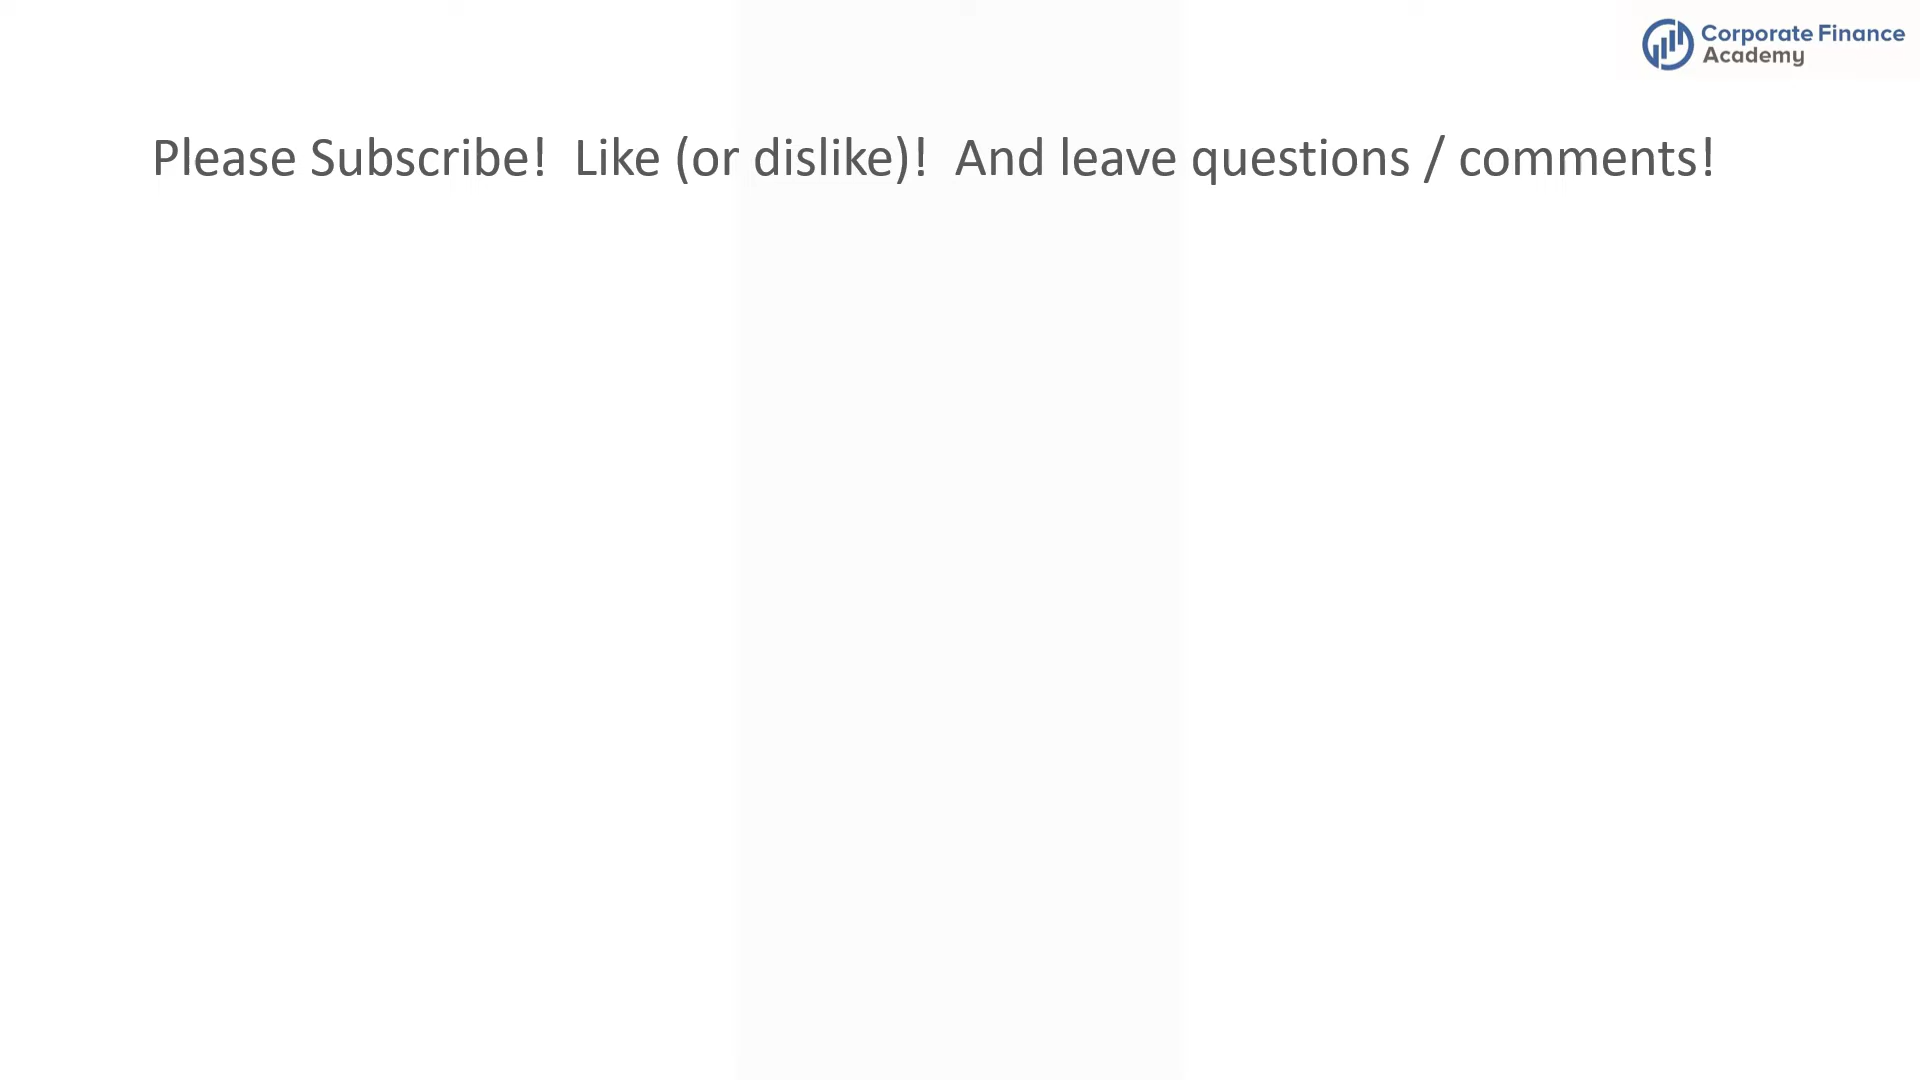 Corporate Finance
Academy
Please Subscribe!  Like (or dislike)!  And leave questions / comments!